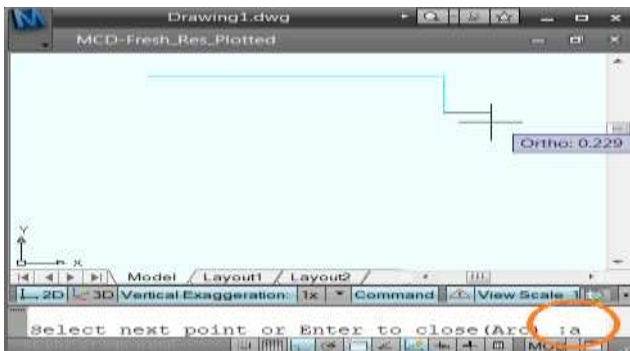 Drawing1.dwg
MCD-Fresh_Res_Plotted
Ortho: 0.229
Y
X
Model / Layout1 / Layout2 /
2D 3D Vertical Exaggeration: 1x Command View Scale
Select next point or Enter to close(Arc) :a